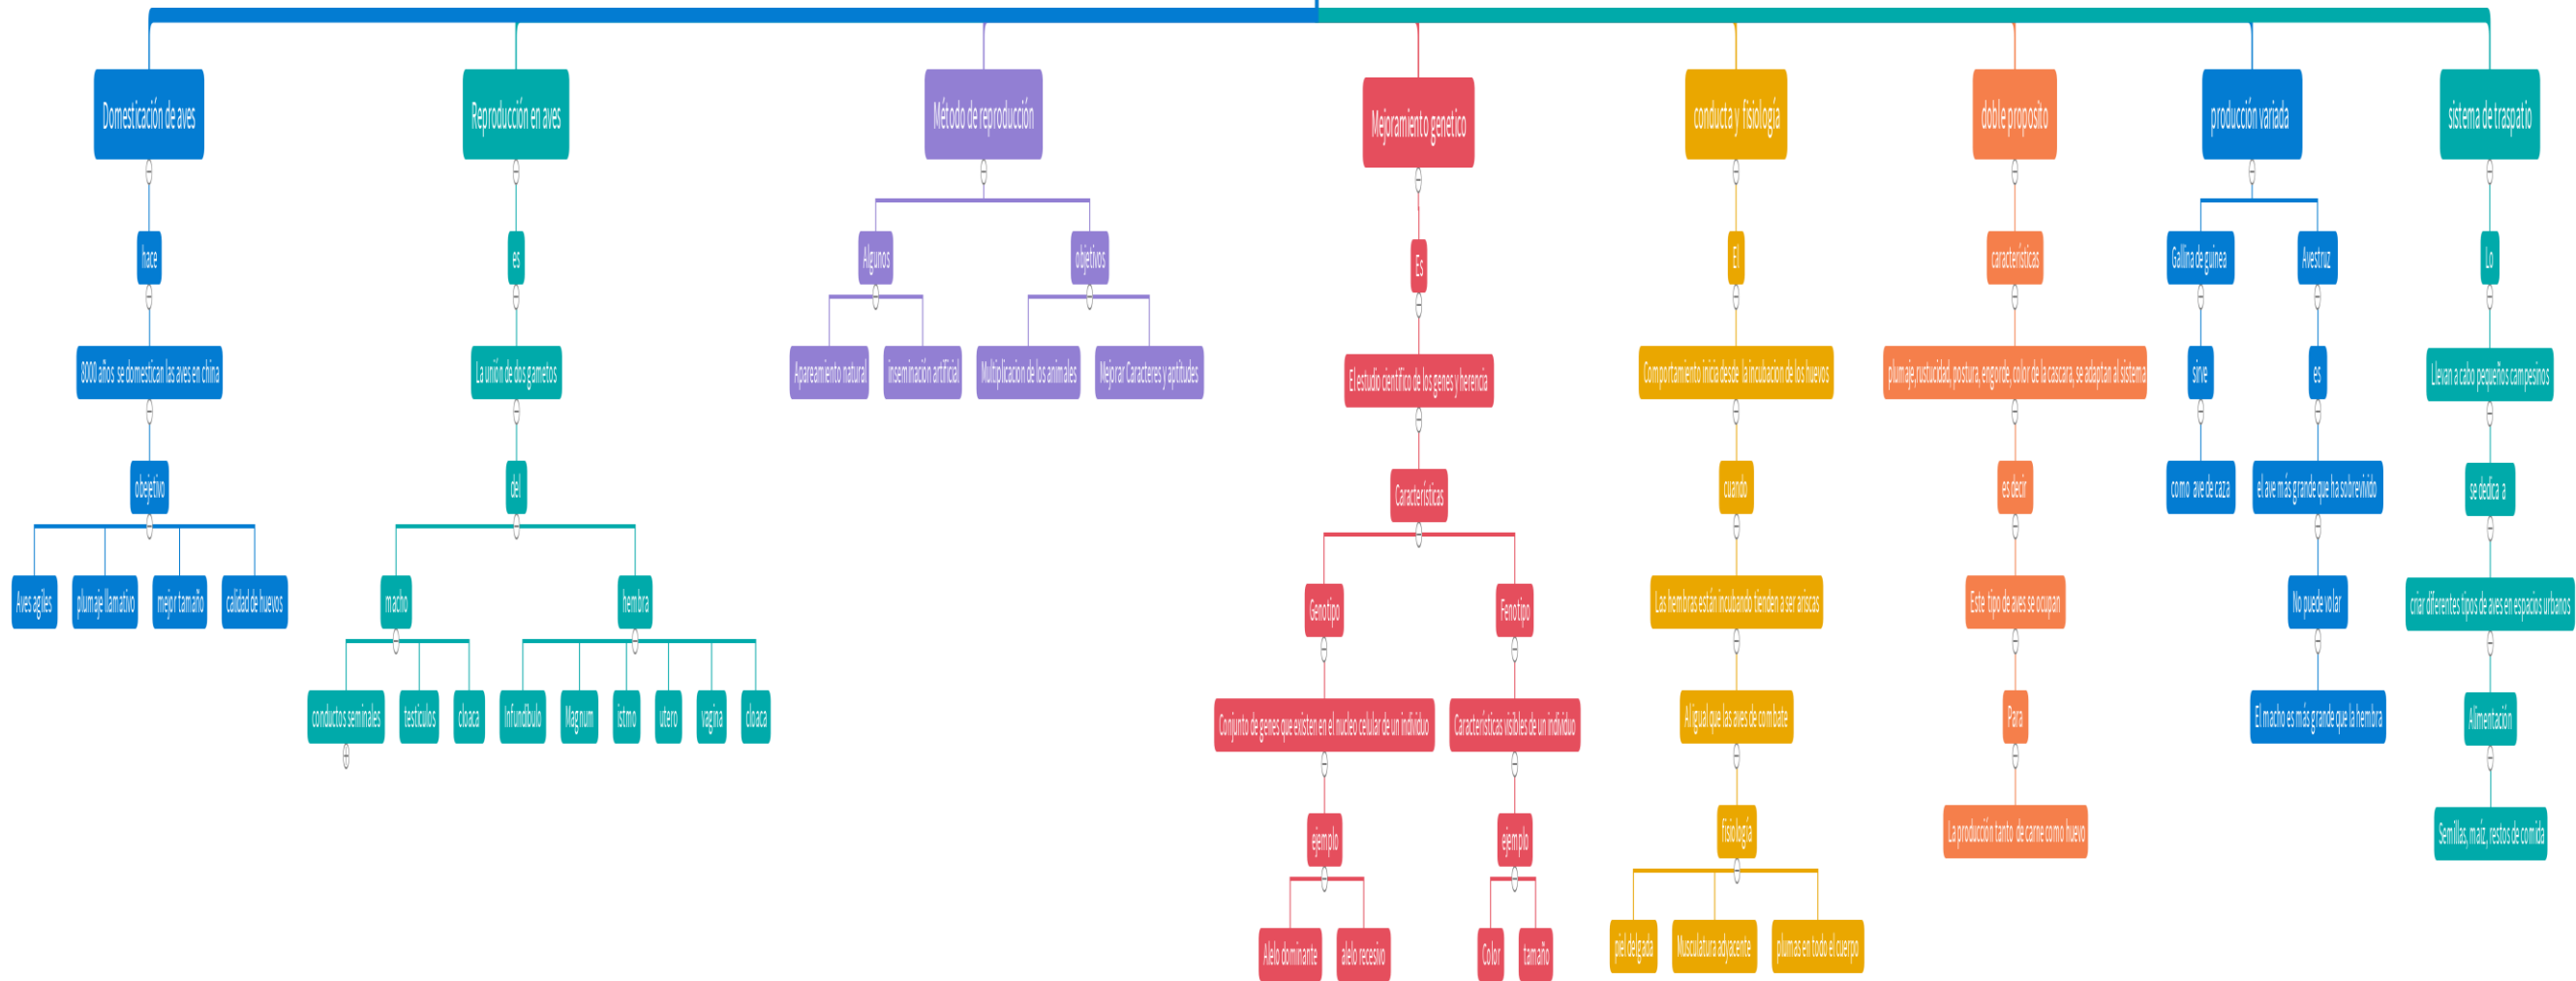 Domesticación de aves
hace
8000 años se domestican las aves en china
obejetivo
Aves agiles
plumaje llamativo
mejor tamaño
calidad de huevos
Reproducción en aves
es
La unión de dos gametos
del
macho
conductos seminales
testiculos
cloaca
hembra
Infundibulo
Magnum
istmo
utero
vagina
cloaca
Método de reproducción
Algunos
Apareamiento natural
inseminación artificial
objetivos
Multiplicacion de los animales
Mejorar Caracteres y aptitudes
Mejoramiento genetico
Es
El estudio científico de los genes y herencia
Características
Genotipo
Conjunto de genes que existen en el nucleo celular de un individuo
ejemplo
Alelo dominante
alelo recesivo
Fenotipo
Características visibles de un individuo
ejemplo
Color
tamaño
conducta y fisiología
El
Comportamiento inicia desde la incubacion de los huevos
cuando
Las hembras están incubando tienden a ser ariscas
Al igual que las aves de combate
fisiología
piel delgada
Musculatura adyacente
plumas en todo el cuerpo
doble proposito
características
plumaje, rusticidad, postura, engorde, color de la cascara, se adaptan al sistema
es decir
Este tipo de aves se ocupan
Para
La producción tanto de carne como huevo
producción variada
Gallina de guinea
sirve
como ave de caza
Avestruz
es
el ave más grande que ha sobrevivido
No puede volar
El macho es más grande que la hembra
sistema de traspatio
Lo
Llevan a cabo pequeños campesinos
se dedica a
criar diferentes tipos de aves en espacios urbanos
Alimentación
Semillas, maíz, restos de comida